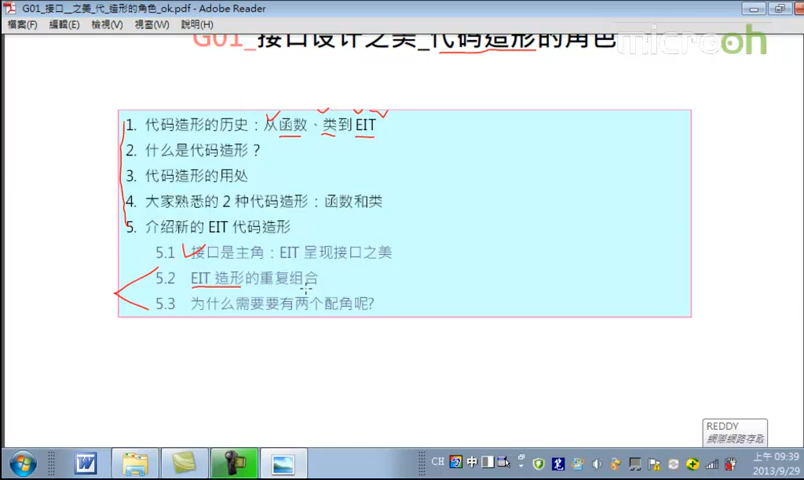 G01_接口__之美_代_造形的角色_ok.pdf - Adobe Reader
檔案(F) 編輯(E) 檢視(V) 視窗(W) 說明(H)
G01_接口设计之美_代码造形的角色
microoh
1. 代码造形的历史：从函数、类到 EIT
2. 什么是代码造形？
3. 代码造形的用处
4. 大家熟悉的 2 种代码造形：函数和类
5. 介绍新的 EIT 代码造形
5.1 接口是主角：EIT 呈现接口之美
5.2 EIT 造形的重复组合
5.3 为什么需要要有两个配角呢?
REDDY
網際網路存取
CH 中
上午 09:39
2013/9/29